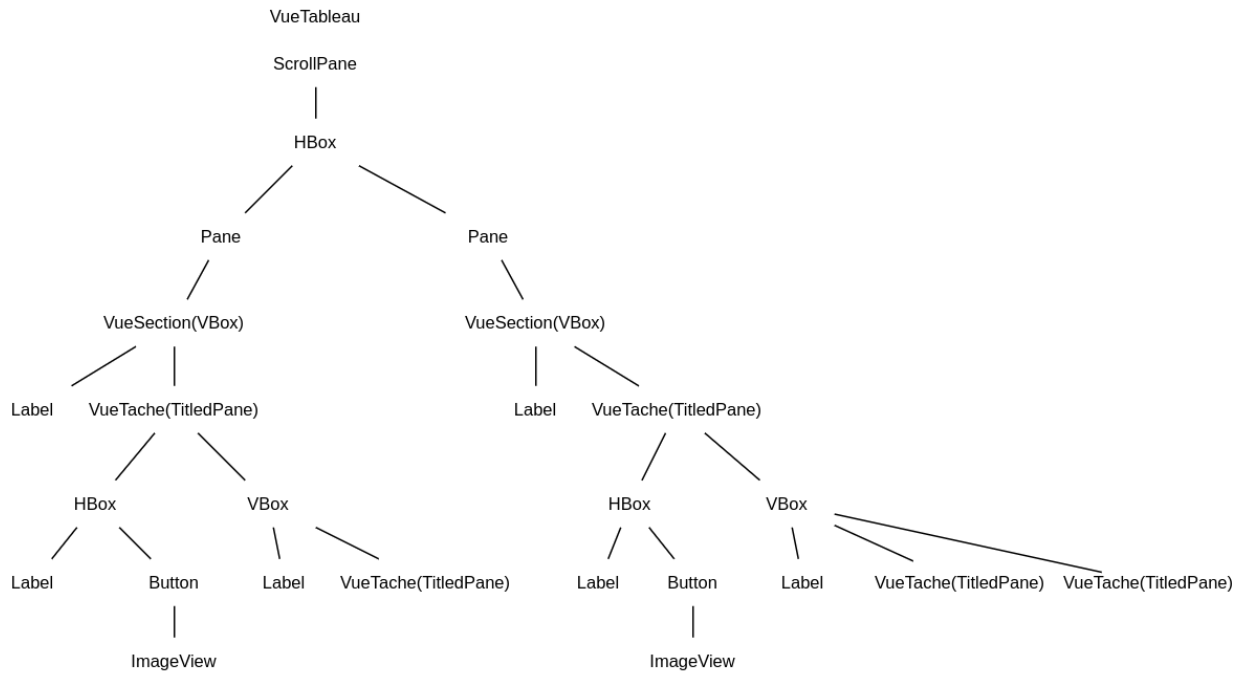 VueTableau
ScrollPane
HBox
Pane Pane
VueSection(VBox) VueSection(VBox)
Label VueTache(TitledPane) Label VueTache(TitledPane)
HBox VBox HBox VBox
Label Button Label VueTache(TitledPane) Label Button Label VueTache(TitledPane) VueTache(TitledPane)
ImageView ImageView